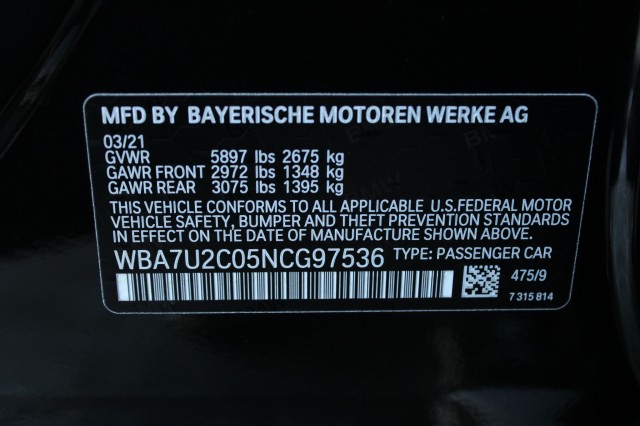 MFD BY BAYERISCHE MOTOREN WERKE AG
03/21
GVWR 5897 lbs 2675 kg
GAWR FRONT 2972 lbs 1348 kg
GAWR REAR 3075 lbs 1395 kg
THIS VEHICLE CONFORMS TO ALL APPLICABLE U.S.FEDERAL MOTOR
VEHICLE SAFETY, BUMPER AND THEFT PREVENTION STANDARDS
IN EFFECT ON THE DATE OF MANUFACTURE SHOWN ABOVE.
WBA7U2C05NCG97536 TYPE: PASSENGER CAR
475/9
7 315 814